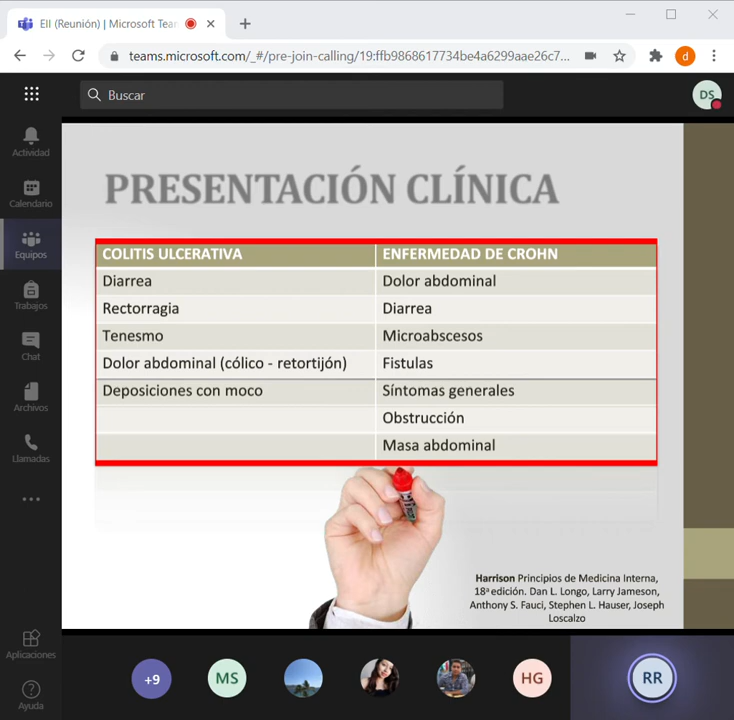 EII (Reunión) | Microsoft Tear
teams.microsoft.com/_#/pre-join-calling/19:ffb9868617734be4a6299aae26c7...
d
Buscar
DS
Actividad
Calendario
Equipos
Trabajos
Chat
Archivos
Llamadas
Aplicaciones
Ayuda
PRESENTACIÓN CLÍNICA
COLITIS ULCERATIVA ENFERMEDAD DE CROHN
Diarrea Dolor abdominal
Rectorragia Diarrea
Tenesmo Microabscesos
Dolor abdominal (cólico - retortijón) Fistulas
Deposiciones con moco Síntomas generales
Obstrucción
Masa abdominal
Harrison Principios de Medicina Interna,
18ª edición. Dan L. Longo, Larry Jameson,
Anthony S. Fauci, Stephen L. Hauser, Joseph
Loscalzo
+9
MS
HG
RR